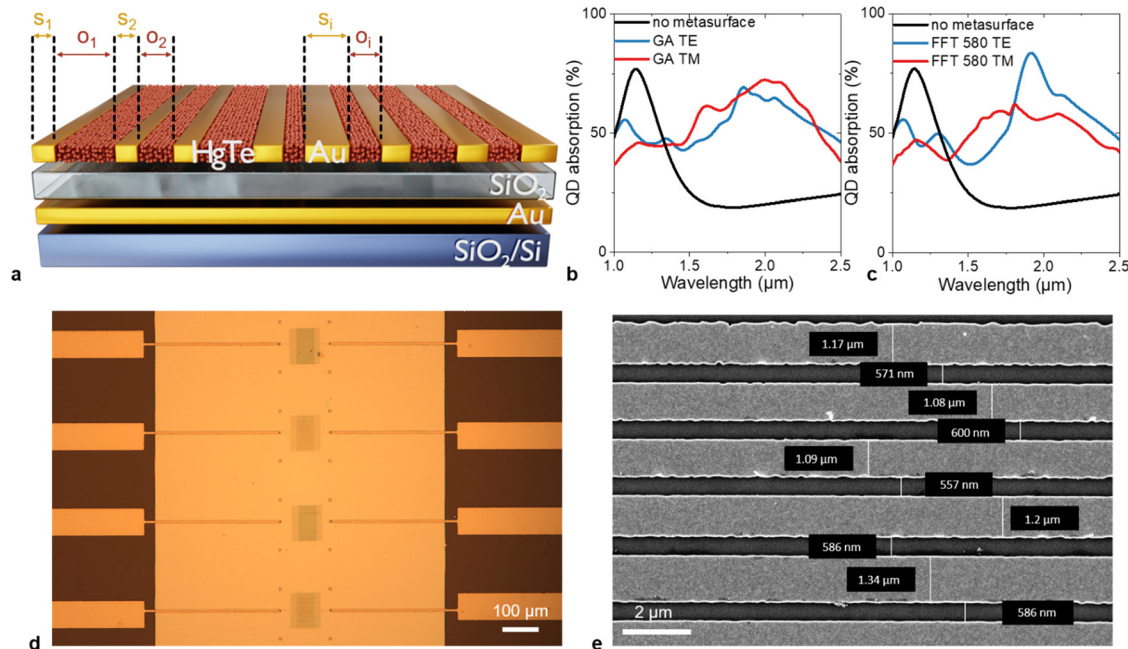 s1 s2 si
o1 o2 oi
HgTe Au
SiO2
Au
SiO2/Si
a
100
50
0
QD absorption (%)
no metasurface
GA TE
GA TM
1.0 1.5 2.0 2.5
Wavelength (µm)
b
100
50
0
QD absorption (%)
no metasurface
FFT 580 TE
FFT 580 TM
1.0 1.5 2.0 2.5
Wavelength (µm)
c
100 µm
d
1.17 µm
571 nm
1.08 µm
600 nm
1.09 µm
557 nm
1.2 µm
586 nm
1.34 µm
586 nm
2 µm
e